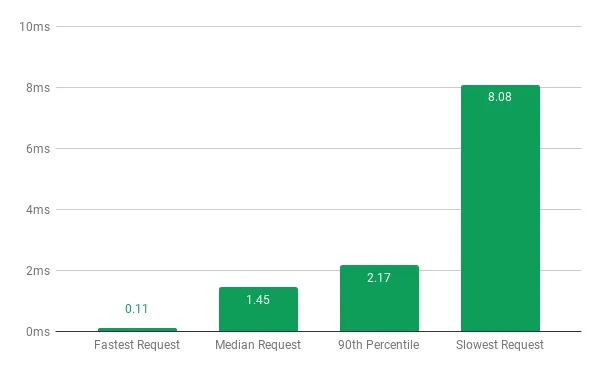 10ms
8ms
8.08
6ms
4ms
2ms
2.17
1.45
0.11
0ms
Fastest Request Median Request 90th Percentile Slowest Request